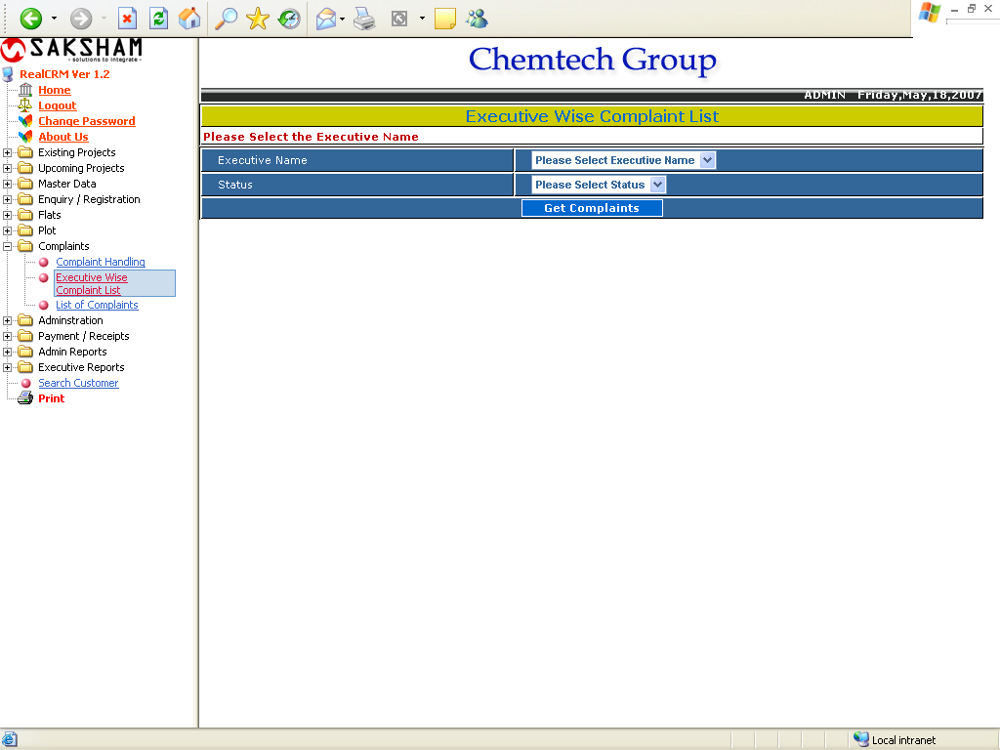 SAKSHAM
- solutions to integrate -
RealCRM Ver 1.2
Home
Logout
Change Password
About Us
Existing Projects
Upcoming Projects
Master Data
Enquiry / Registration
Flats
Plot
Complaints
Complaint Handling
Executive Wise
Complaint List
List of Complaints
Adminstration
Payment / Receipts
Admin Reports
Executive Reports
Search Customer
Print
Chemtech Group
ADMIN Friday,May,18,2007
Executive Wise Complaint List
Please Select the Executive Name
Executive Name Please Select Executive Name
Status Please Select Status
Get Complaints
Local intranet